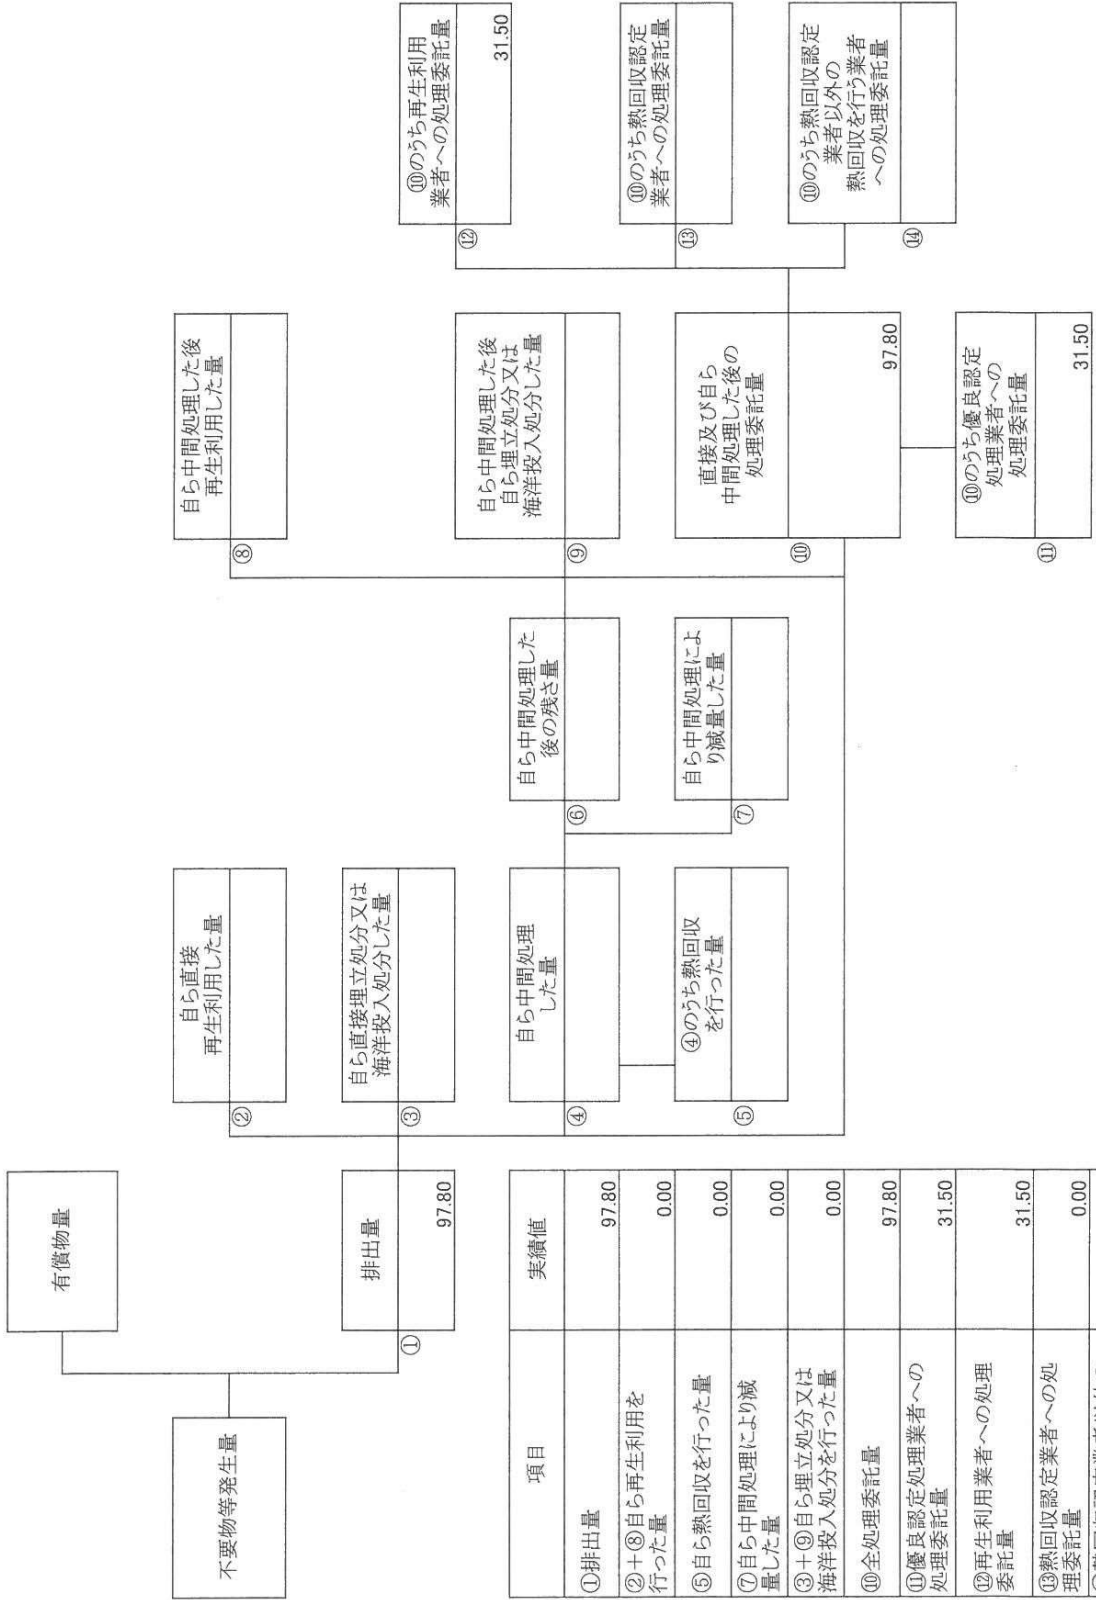 不要物等発生量
有償物量
排出量
①
97.80
②
自ら直接
再生利用した量
③
自ら直接埋立処分又は
海洋投入処分した量
④
自ら中間処理
した量
⑤
④のうち熱回収
を行った量
⑥
自ら中間処理した
後の残さ量
⑦
自ら中間処理によ
り減量した量
⑧
自ら中間処理した後
再生利用した量
⑨
自ら中間処理した後
自ら埋立処分又は
海洋投入処分した量
⑩
直接及び自ら
中間処理した後の
処理委託量
97.80
⑪
⑩のうち優良認定
処理業者への
処理委託量
31.50
⑫
⑩のうち再生利用
業者への処理委託量
31.50
⑬
⑩のうち熱回収認定
業者への処理委託量
⑭
⑩のうち熱回収認定
業者以外の
熱回収を行う業者
への処理委託量
項目 実績値
①排出量 97.80
②+⑧自ら再生利用を
行った量 0.00
⑤自ら熱回収を行った量 0.00
⑦自ら中間処理により減
量した量 0.00
③+⑨自ら埋立処分又は
海洋投入処分を行った量 0.00
⑩全処理委託量 97.80
⑪優良認定処理業者への
処理委託量 31.50
⑫再生利用業者への処理
委託量 31.50
⑬熱回収認定業者への処
理委託量 0.00